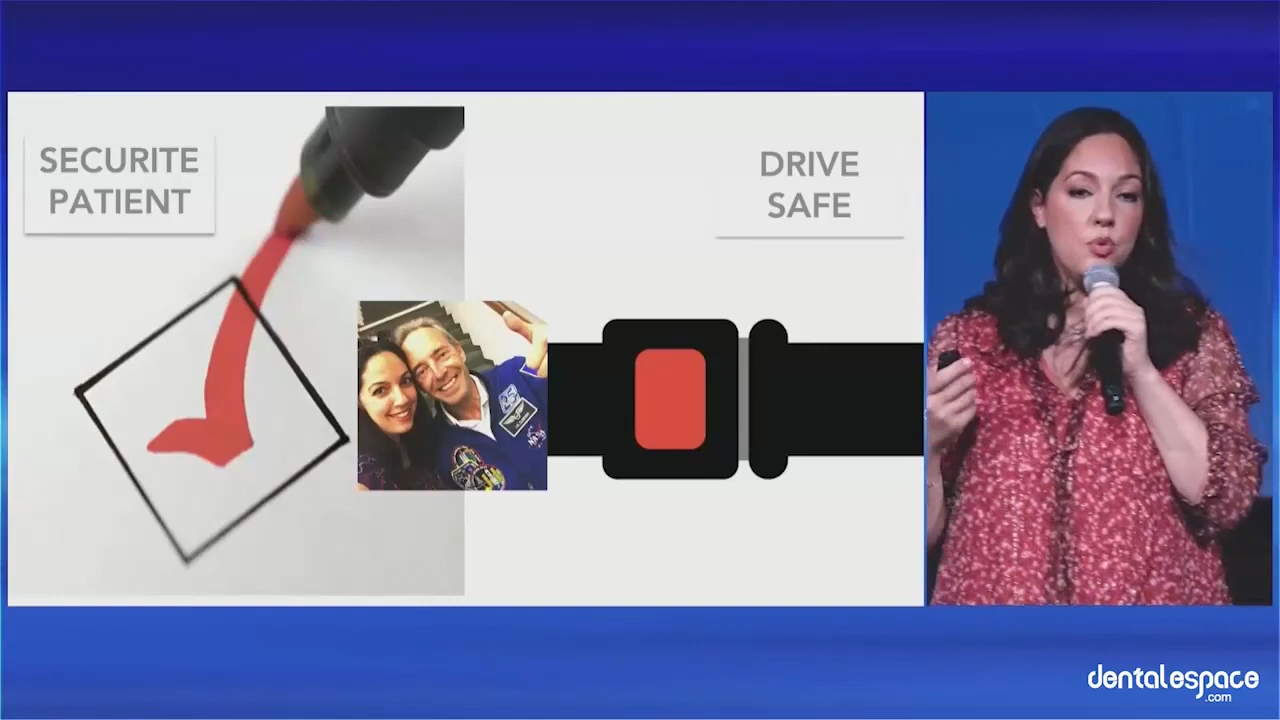 SECURITE
PATIENT
DRIVE
SAFE
dentalespace
.com